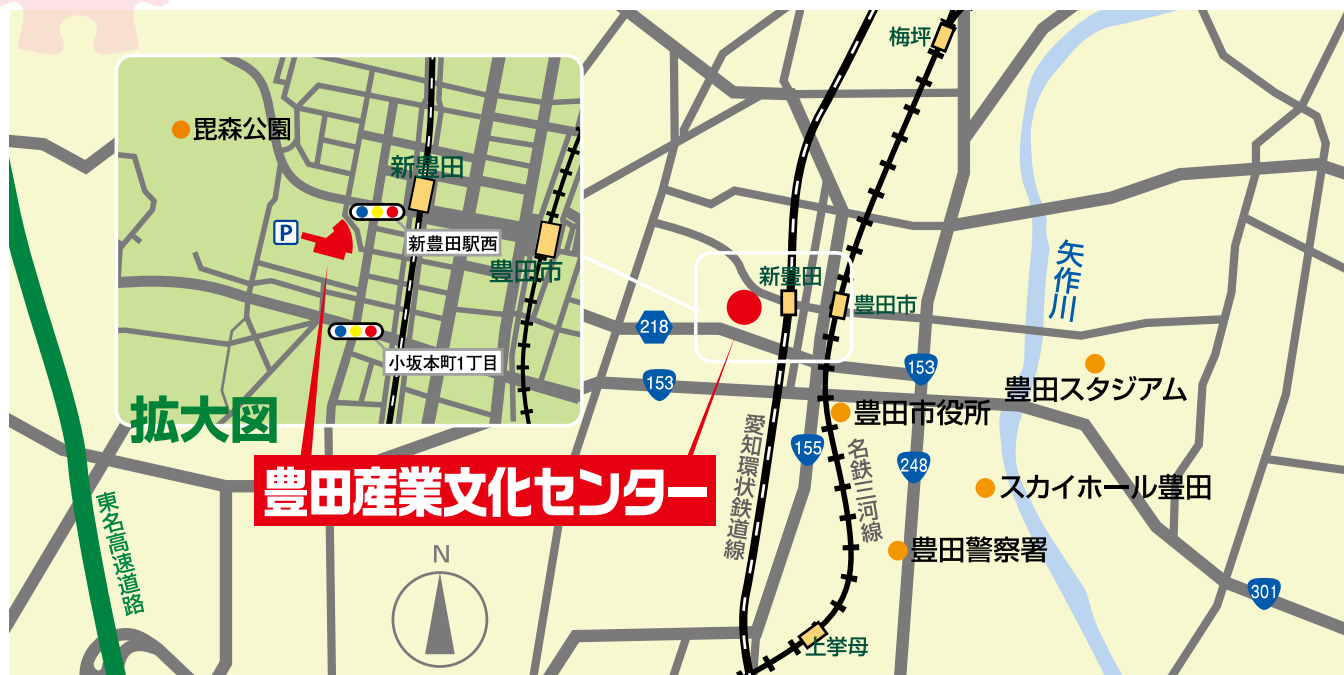 梅坪
毘森公園
新豊田
P
新豊田駅西
豊田市
小坂本町1丁目
拡大図
新豊田
豊田市
矢作川
218
153
153
豊田スタジアム
豊田市役所
愛知環状鉄道線
155
名鉄三河線
248
豊田産業文化センター
スカイホール豊田
東名高速道路
豊田警察署
N
301
上挙母